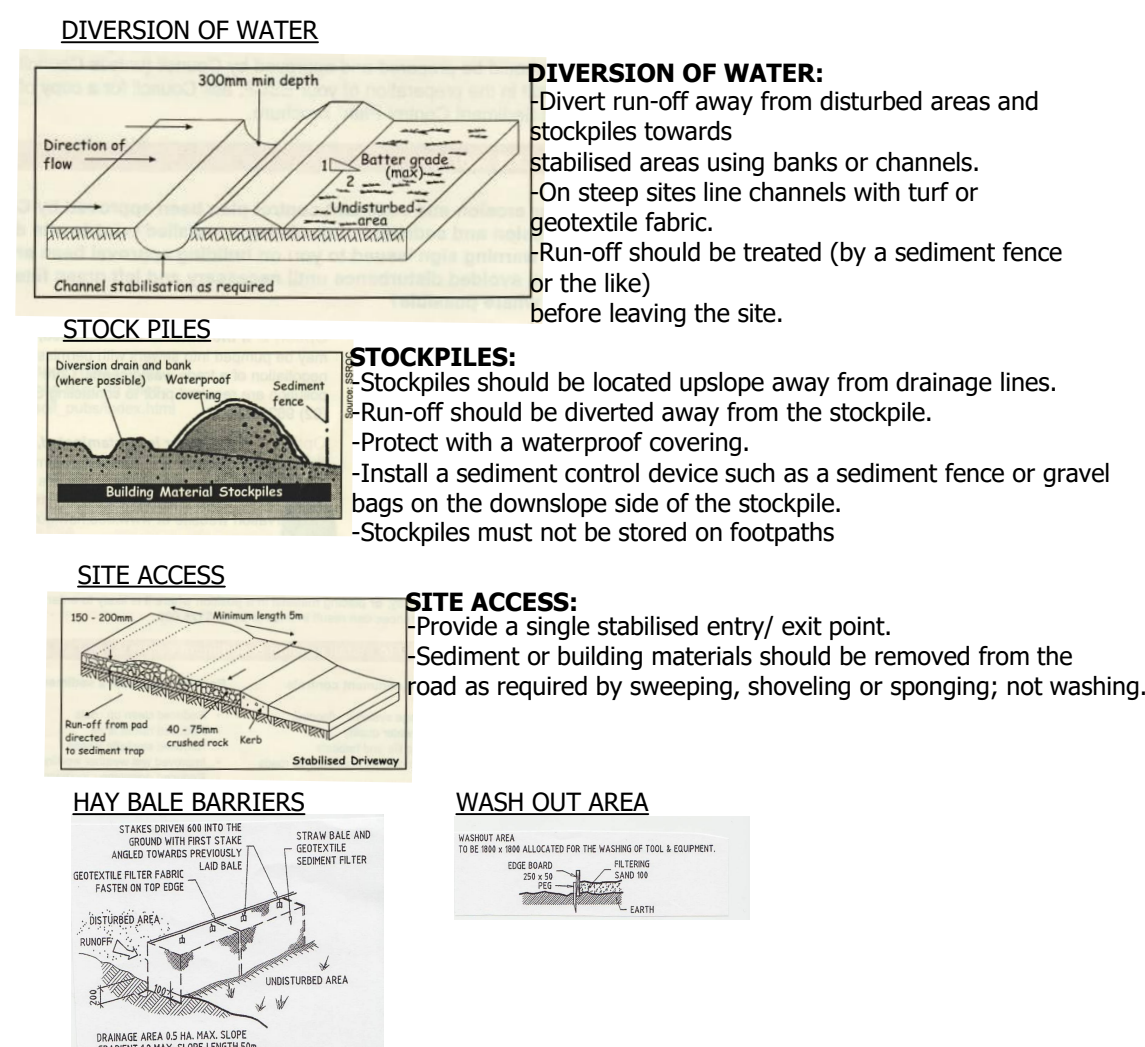 DIVERSION OF WATER
300mm min depth
Direction of
flow
1
2
Batter grade
(max)
Undisturbed
area
Channel stabilisation as required
DIVERSION OF WATER:
-Divert run-off away from disturbed areas and
stockpiles towards
stabilised areas using banks or channels.
-On steep sites line channels with turf or
geotextile fabric.
-Run-off should be treated (by a sediment fence
or the like)
before leaving the site.
STOCK PILES
Diversion drain and bank
(where possible)
Waterproof
covering
Sediment
fence
Building Material Stockpiles
Source: SSROC
STOCKPILES:
-Stockpiles should be located upslope away from drainage lines.
-Run-off should be diverted away from the stockpile.
-Protect with a waterproof covering.
-Install a sediment control device such as a sediment fence or gravel
bags on the downslope side of the stockpile.
-Stockpiles must not be stored on footpaths
SITE ACCESS
150 - 200mm
Minimum length 5m
Run-off from pad
directed
to sediment trap
40 - 75mm
crushed rock
Kerb
Stabilised Driveway
SITE ACCESS:
-Provide a single stabilised entry/ exit point.
-Sediment or building materials should be removed from the
road as required by sweeping, shoveling or sponging; not washing.
HAY BALE BARRIERS
STAKES DRIVEN 600 INTO THE
GROUND WITH FIRST STAKE
ANGLED TOWARDS PREVIOUSLY
LAID BALE
STRAW BALE AND
GEOTEXTILE
SEDIMENT FILTER
GEOTEXTILE FILTER FABRIC
FASTEN ON TOP EDGE
DISTURBED AREA
RUNOFF
UNDISTURBED AREA
200
100
DRAINAGE AREA 0.5 HA. MAX. SLOPE
MAX. SLOPE LENGTH 50m
WASH OUT AREA
WASHOUT AREA
TO BE 1800 x 1800 ALLOCATED FOR THE WASHING OF TOOL & EQUIPMENT.
EDGE BOARD
250 x 50
PEG
FILTERING
SAND 100
EARTH